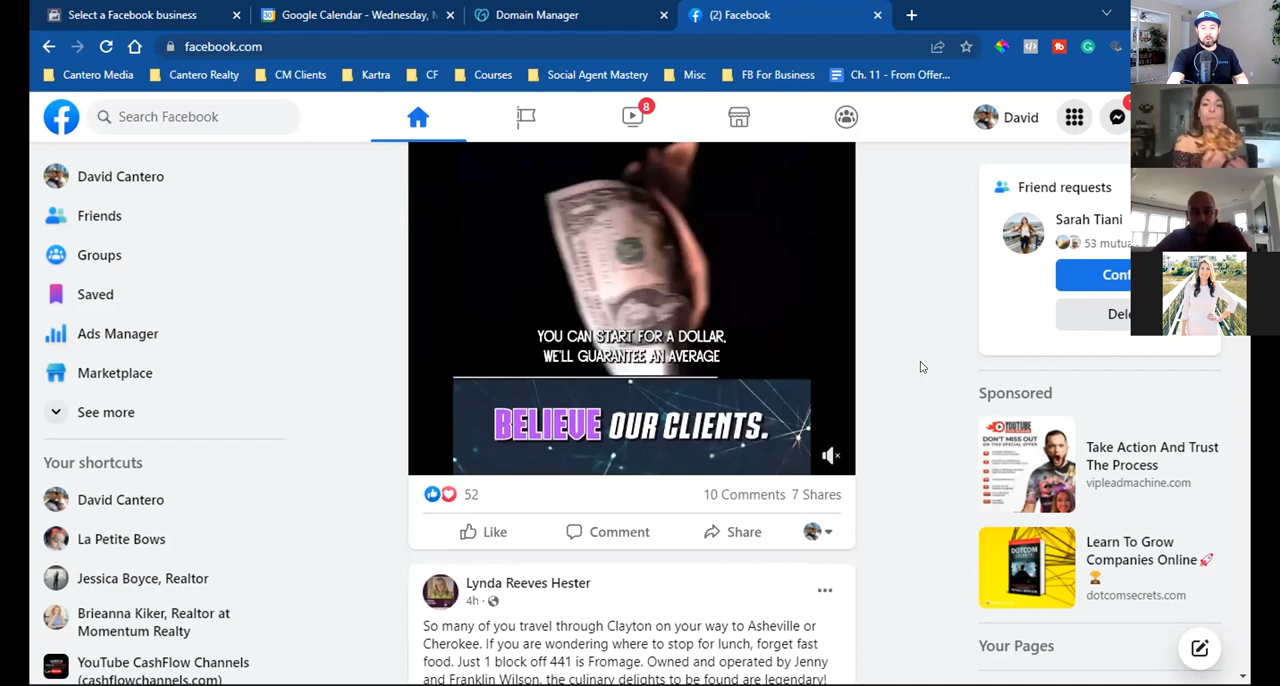 Select a Facebook business
Google Calendar - Wednesday, M
Domain Manager
(2) Facebook
facebook.com
Cantero Media
Cantero Realty
CM Clients
Kartra
CF
Courses
Social Agent Mastery
Misc
FB For Business
Ch. 11 - From Offer...
Search Facebook
8
David
David Cantero
Friends
Groups
Saved
Ads Manager
Marketplace
See more
Your shortcuts
David Cantero
La Petite Bows
Jessica Boyce, Realtor
Brieanna Kiker, Realtor at
Momentum Realty
YouTube CashFlow Channels
(cashflowchannels.com)
YOU CAN START FOR A DOLLAR,
WE'LL GUARANTEE AN AVERAGE
BELIEVE OUR CLIENTS.
52
10 Comments 7 Shares
Like
Comment
Share
Lynda Reeves Hester
4h
So many of you travel through Clayton on your way to Asheville or
Cherokee. If you are wondering where to stop for lunch, forget fast
food. Just 1 block off 441 is Fromage. Owned and operated by Jenny
and Franklin Wilson, the culinary delights to be found are legendary!
Friend requests
Sarah Tiani
53 mutua
Conf
Dele
Sponsored
YOUTUBE
DON'T MISS OUT
Take Action And Trust
The Process
vipleadmachine.com
DOTCOM
SECRETS
Learn To Grow
Companies Online🚀
🏆
dotcomsecrets.com
Your Pages